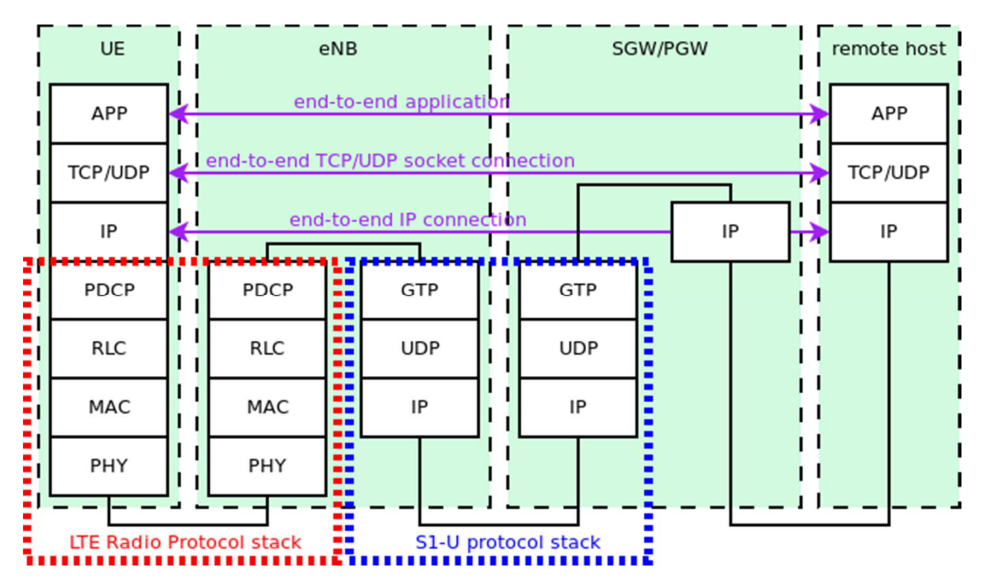 UE
eNB
SGW/PGW
remote host
end-to-end application
APP
APP
end-to-end TCP/UDP socket connection
TCP/UDP
TCP/UDP
end-to-end IP connection
IP
IP
IP
PDCP
PDCP
GTP
GTP
RLC
RLC
UDP
UDP
MAC
MAC
IP
IP
PHY
PHY
LTE Radio Protocol stack
S1-U protocol stack